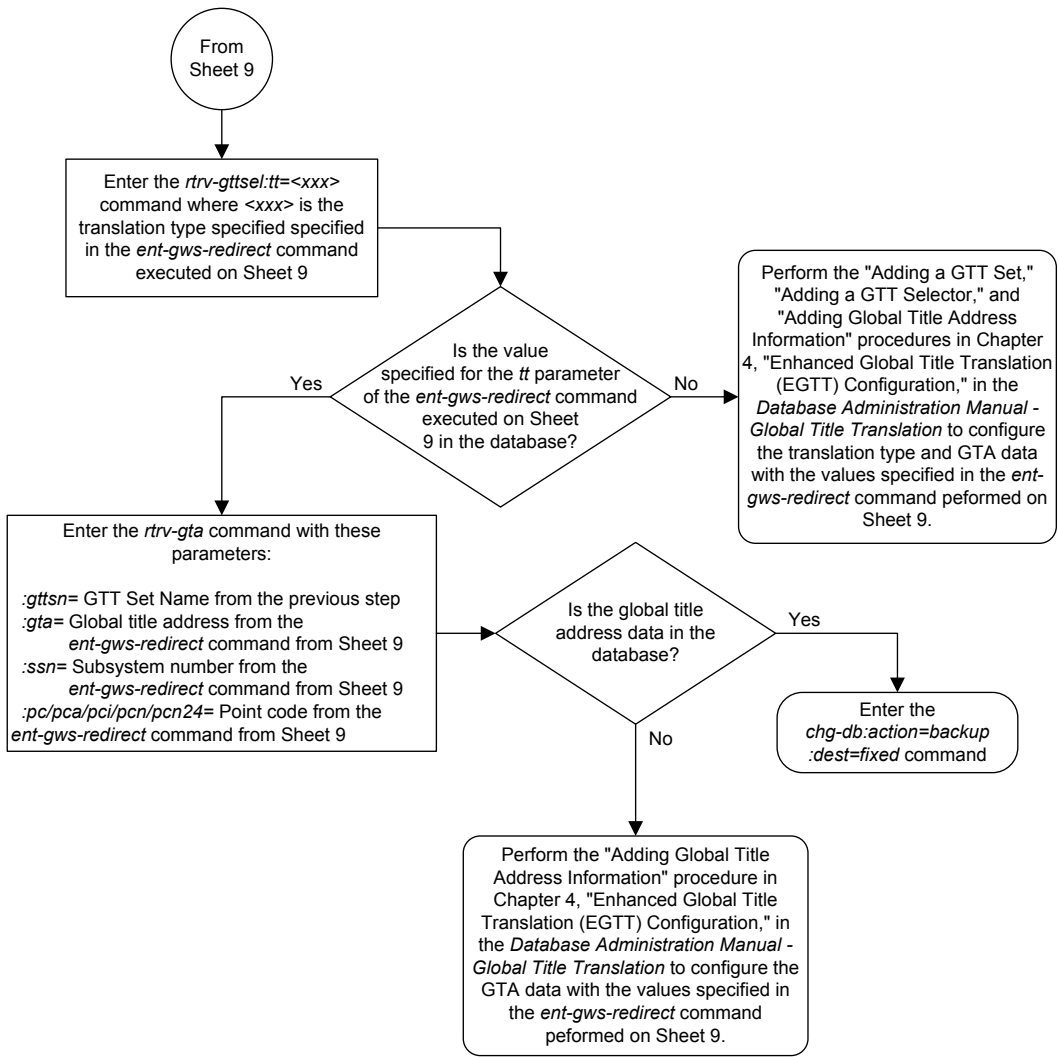 From
Sheet 9
Enter the rtrv-gttsel:tt=<xxx>
command where <xxx> is the
translation type specified specified
in the ent-gws-redirect command
executed on Sheet 9
Is the value
specified for the tt parameter
of the ent-gws-redirect command
executed on Sheet
9 in the database?
Yes
No
Perform the "Adding a GTT Set,"
"Adding a GTT Selector," and
"Adding Global Title Address
Information" procedures in Chapter
4, "Enhanced Global Title Translation
(EGTT) Configuration," in the
Database Administration Manual -
Global Title Translation to configure
the translation type and GTA data
with the values specified in the ent-
gws-redirect command peformed on
Sheet 9.
Enter the rtrv-gta command with these
parameters:
:gttsn= GTT Set Name from the previous step
:gta= Global title address from the
ent-gws-redirect command from Sheet 9
:ssn= Subsystem number from the
ent-gws-redirect command from Sheet 9
:pc/pca/pci/pcn/pcn24= Point code from the
ent-gws-redirect command from Sheet 9
Is the global title
address data in the
database?
Yes
No
Enter the
chg-db:action=backup
:dest=fixed command
Perform the "Adding Global Title
Address Information" procedure in
Chapter 4, "Enhanced Global Title
Translation (EGTT) Configuration," in
the Database Administration Manual -
Global Title Translation to configure the
GTA data with the values specified in
the ent-gws-redirect command
peformed on Sheet 9.